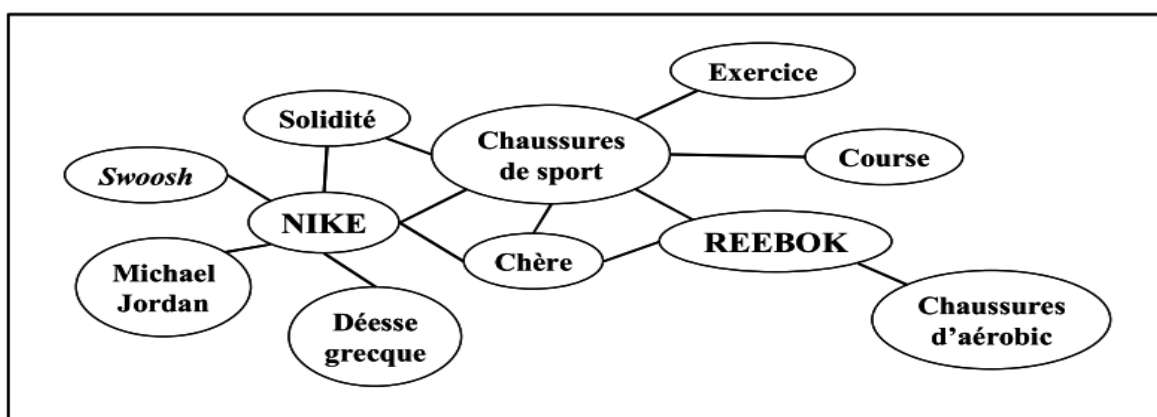 Exercice
Solidité
Chaussures
de sport
Course
Swoosh
NIKE
REEBOK
Chère
Michael
Jordan
Déesse
grecque
Chaussures
d'aérobic